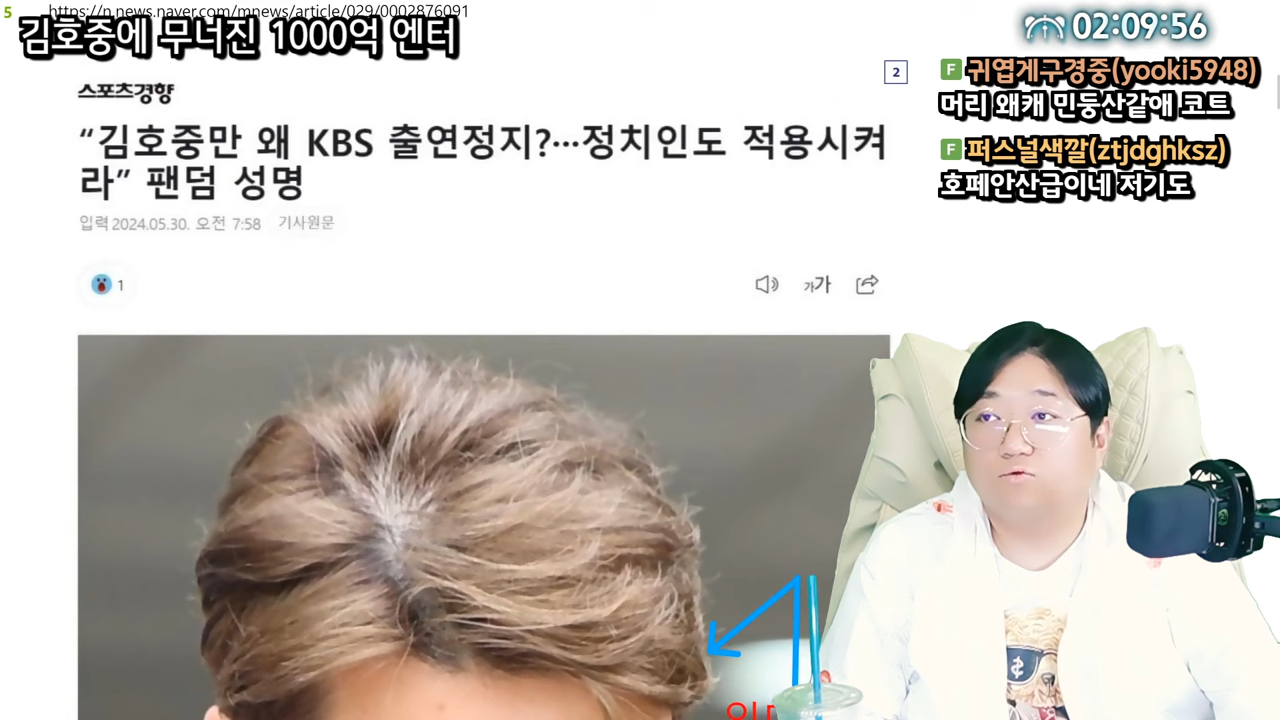 5
https://n.news.naver.com/mnews/article/029/0002876091
김호중에 무너진 1000억 엔터
02:09:56
2
F 귀엽게구경중(yooki5948)
머리 왜캐 민둥산같애 코트
F 퍼스널색깔(ztjdghksz)
호페안산급이네 저기도
스포츠경향
“김호중만 왜 KBS 출연정지?…정치인도 적용시켜
라” 팬덤 성명
입력 2024.05.30. 오전 7:58 기사원문
1
가가